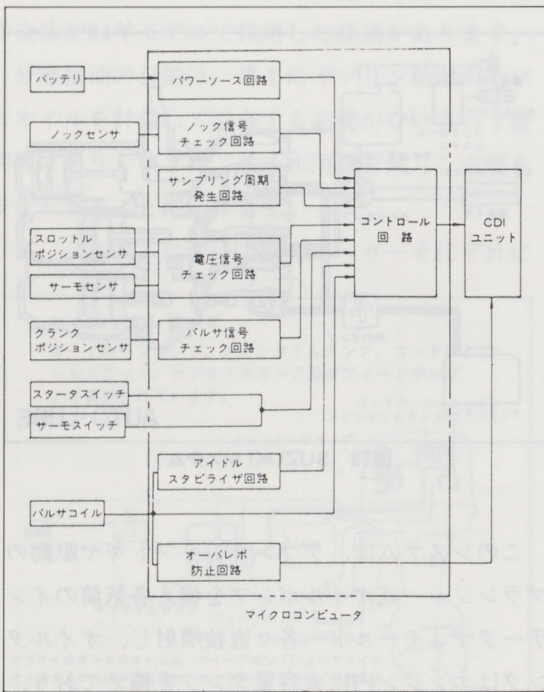 バッテリ
パワーソース回路
ノックセンサ
ノック信号
チェック回路
サンプリング周期
発生回路
スロットル
ポジションセンサ
サーモセンサ
電圧信号
チェック回路
クランク
ポジションセンサ
パルサ信号
チェック回路
スタータスイッチ
サーモスイッチ
アイドル
スタビライザ回路
パルサコイル
オーバレボ
防止回路
コントロール
回 路
CDI
ユニット
マイクロコンピュータ